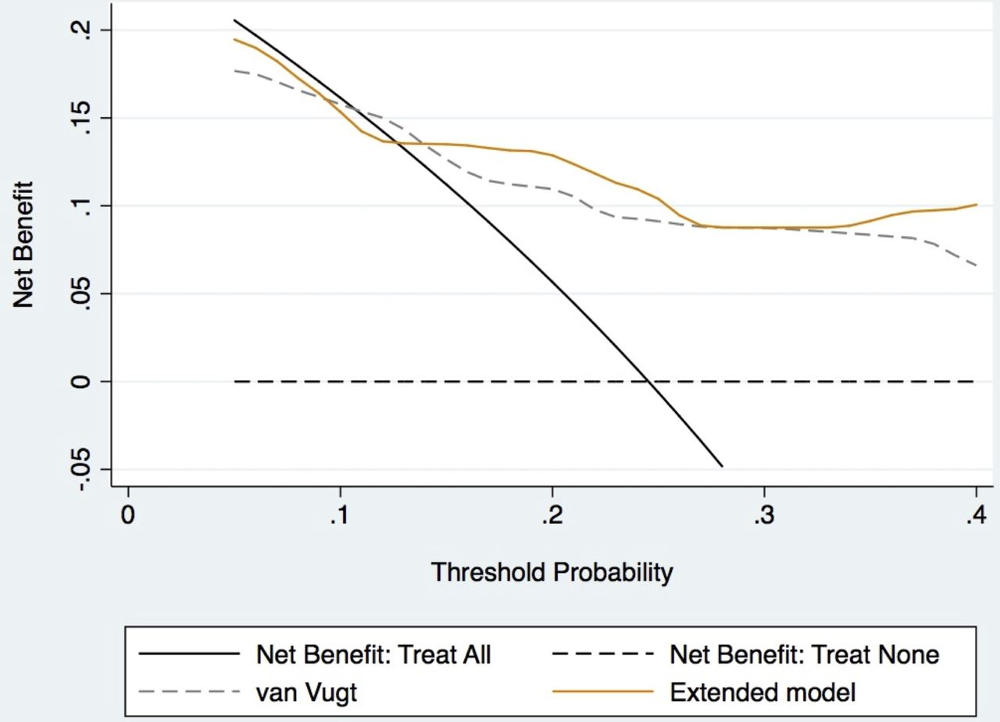 .2
.15
.1
.05
0
-.05
Net Benefit
0
.1
.2
.3
.4
Threshold Probability
Net Benefit: Treat All
Net Benefit: Treat None
van Vugt
Extended model